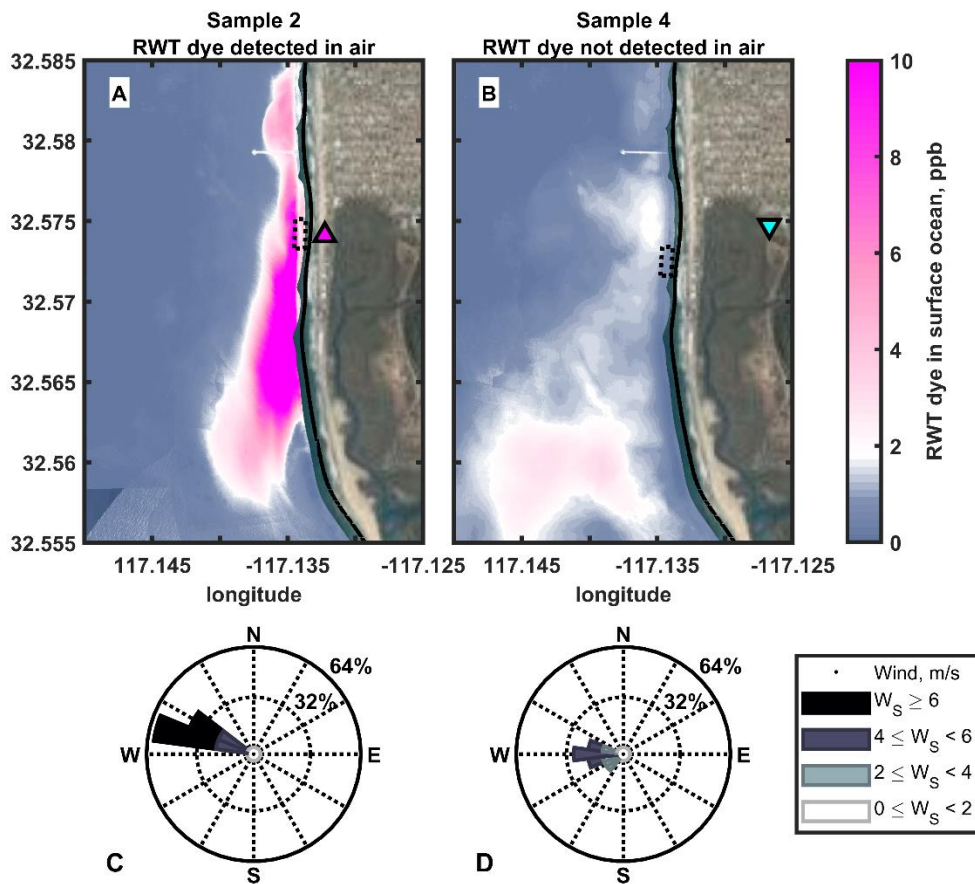 Sample 2
RWT dye detected in air
Sample 4
RWT dye not detected in air
A
B
32.585
32.58
32.575
32.57
32.565
32.56
32.555
117.145
-117.135
-117.125
longitude
117.145
-117.135
-117.125
longitude
10
8
6
4
2
0
RWT dye in surface ocean, ppb
N
64%
32%
W
E
S
C
N
64%
32%
W
E
S
D
Wind, m/s
W_S ≥ 6
4 ≤ W_S < 6
2 ≤ W_S < 4
0 ≤ W_S < 2